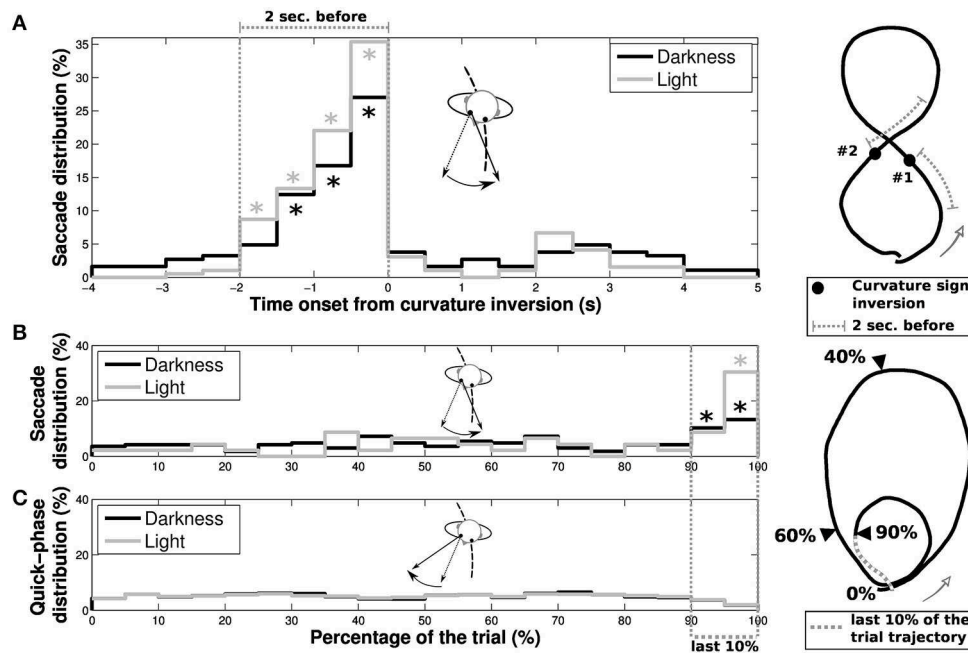 A
2 sec. before
Saccade distribution (%)
35
30
25
20
15
10
5
0
Darkness
Light
* * * *
* * * *
−4 −3 −2 −1 0 1 2 3 4 5
Time onset from curvature inversion (s)
#2
#1
Curvature sign
inversion
2 sec. before
B
Saccade
distribution (%)
40
20
0
Darkness
Light
*
* *
0 10 20 30 40 50 60 70 80 90 100
C
Quick−phase
distribution (%)
40
20
0
Darkness
Light
0 10 20 30 40 50 60 70 80 90 100
Percentage of the trial (%)
last 10%
40%
60%
90%
0%
last 10% of the
trial trajectory